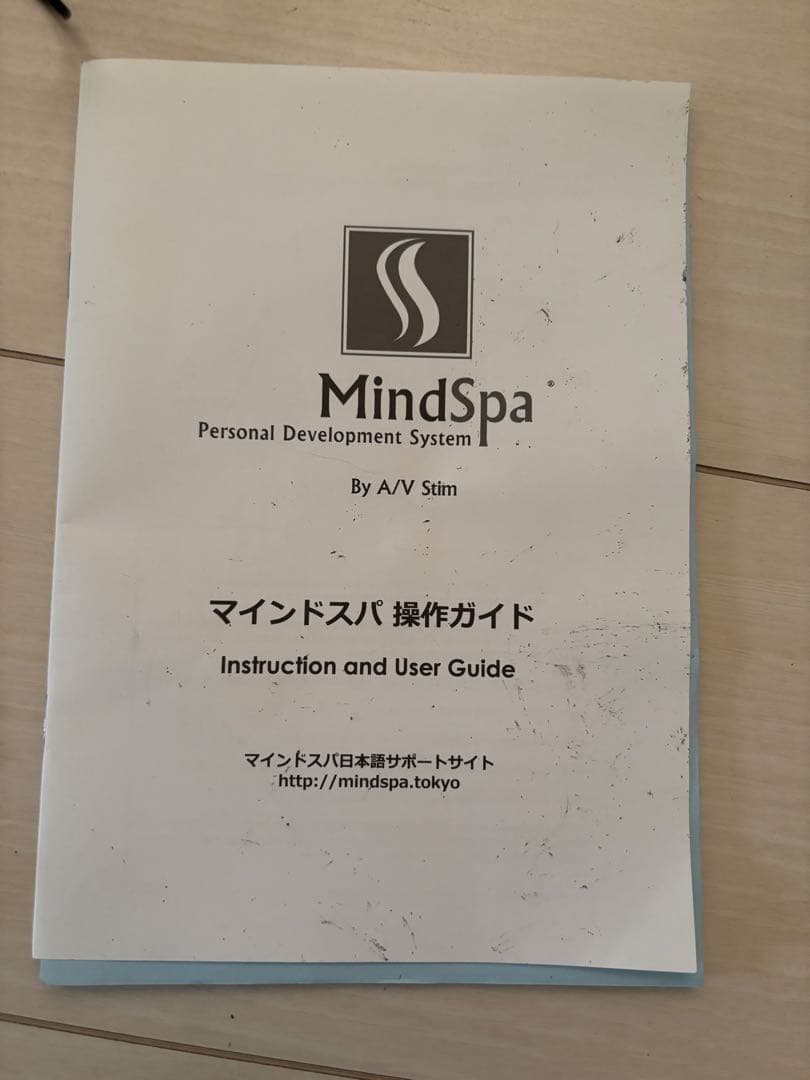 MindSpa®
Personal Development System
By A/V Stim
マインドスパ 操作ガイド
Instruction and User Guide
マインドスパ日本語サポートサイト
http://mindspa.tokyo